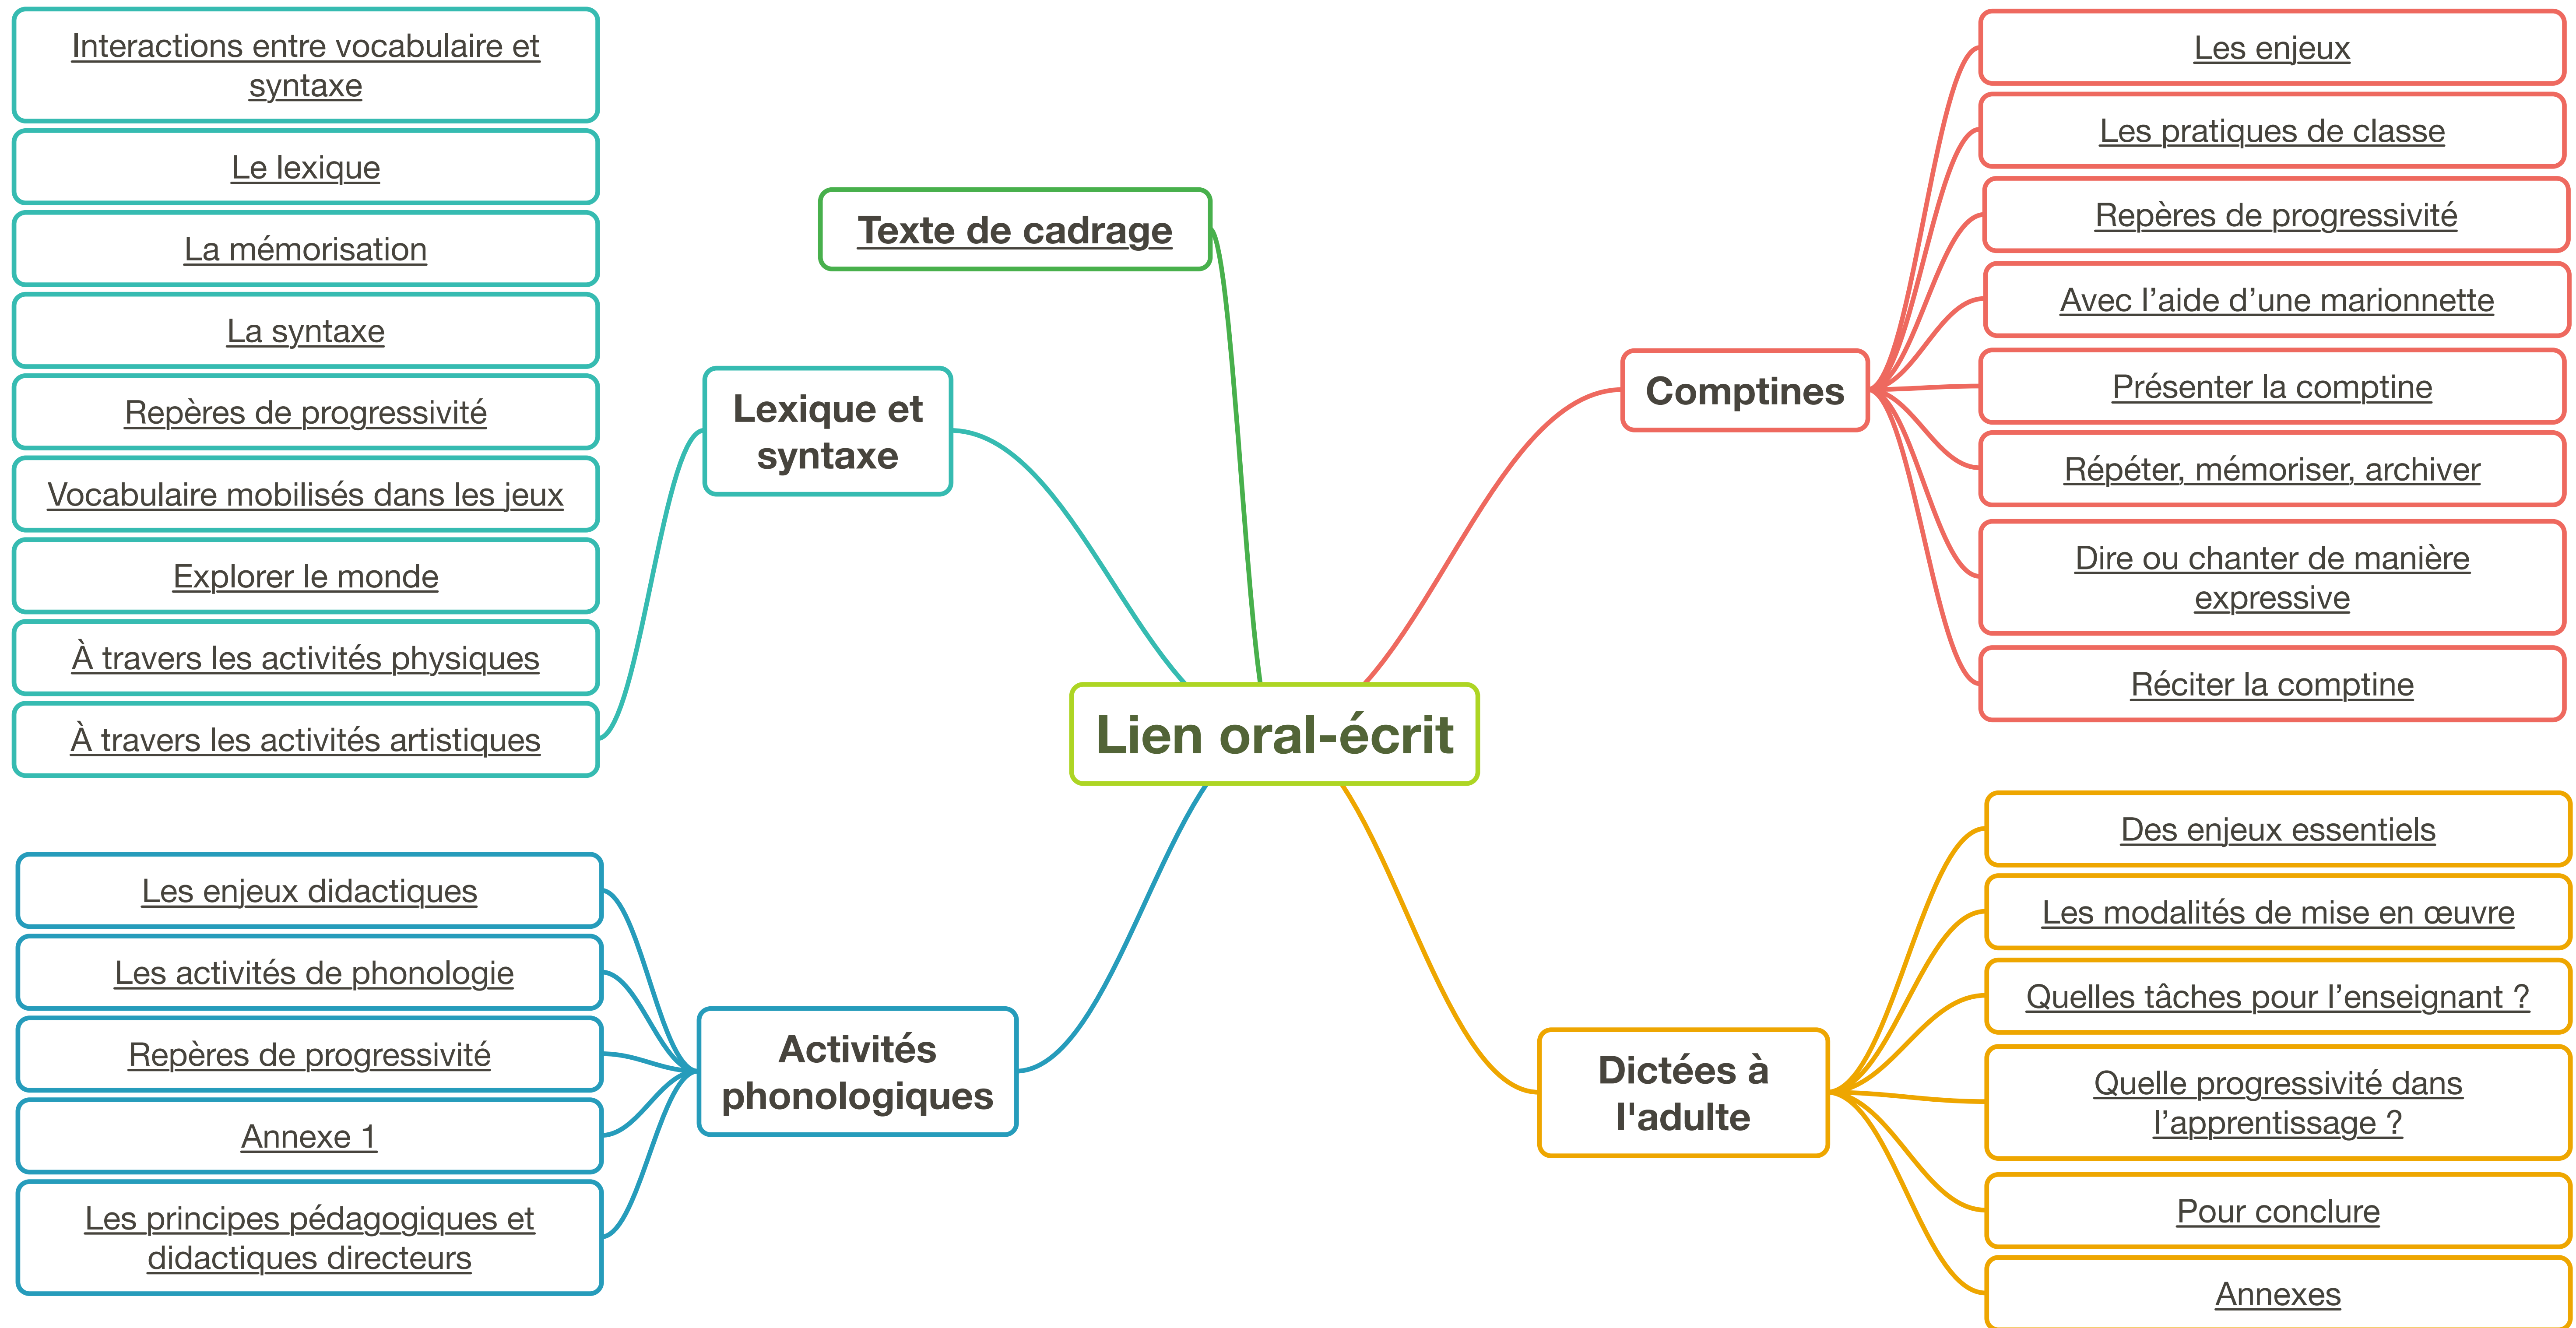 Interactions entre vocabulaire et
syntaxe
Le lexique
La mémorisation
La syntaxe
Repères de progressivité
Vocabulaire mobilisés dans les jeux
Explorer le monde
À travers les activités physiques
À travers les activités artistiques
Lexique et
syntaxe
Texte de cadrage
Lien oral-écrit
Comptines
Les enjeux
Les pratiques de classe
Repères de progressivité
Avec l’aide d’une marionnette
Présenter la comptine
Répéter, mémoriser, archiver
Dire ou chanter de manière
expressive
Réciter la comptine
Les enjeux didactiques
Les activités de phonologie
Repères de progressivité
Annexe 1
Les principes pédagogiques et
didactiques directeurs
Activités
phonologiques
Dictées à
l'adulte
Des enjeux essentiels
Les modalités de mise en œuvre
Quelles tâches pour l’enseignant ?
Quelle progressivité dans
l’apprentissage ?
Pour conclure
Annexes